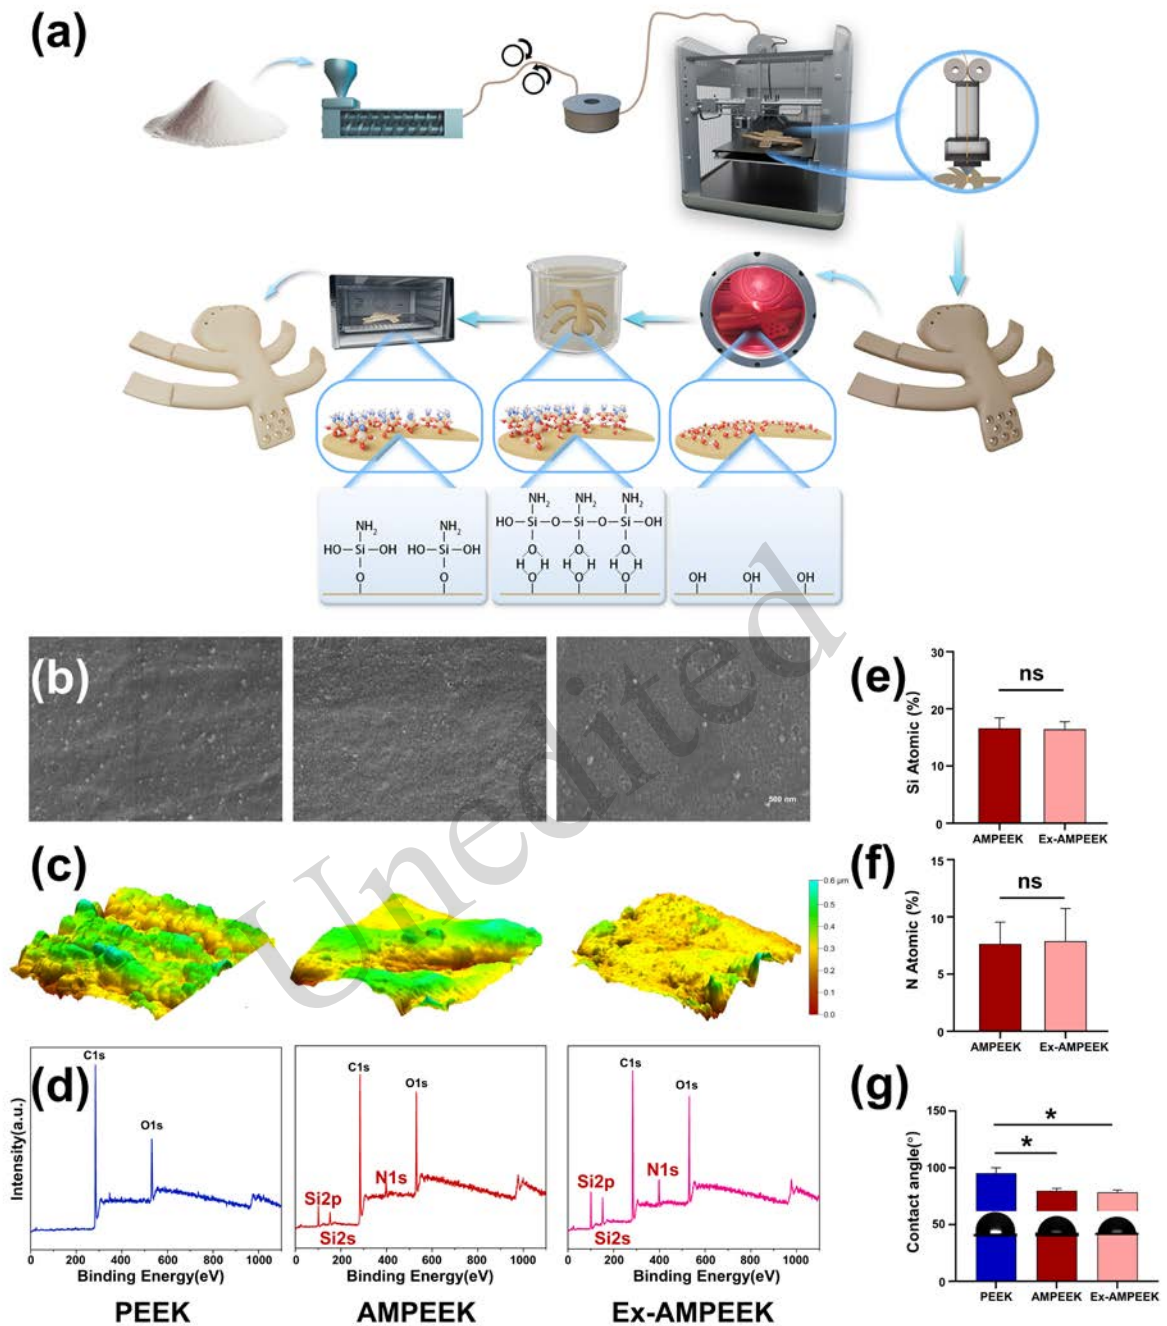 (a)
NH2 NH2
HO–Si–OH HO–Si–OH
O O
NH2 NH2 NH2
HO–Si–O–Si–O–Si–OH
O O O
H H H H H H
O O O
OH OH OH
(b)
500 nm
(c)
0.6 µm
0.5
0.4
0.3
0.2
0.1
0.0
(d)
Intensity(a.u.)
C1s
O1s
0 200 400 600 800 1000
Binding Energy(eV)
PEEK
C1s
O1s
N1s
Si2p
Si2s
0 200 400 600 800 1000
Binding Energy(eV)
AMPEEK
C1s
O1s
N1s
Si2p
Si2s
0 200 400 600 800 1000
Binding Energy(eV)
Ex-AMPEEK
(e)
Si Atomic (%)
30
20
10
0
ns
AMPEEK Ex-AMPEEK
(f)
N Atomic (%)
15
10
5
0
ns
AMPEEK Ex-AMPEEK
(g)
Contact angle(°)
150
100
50
0
*
*
PEEK AMPEEK Ex-AMPEEK
Unedited